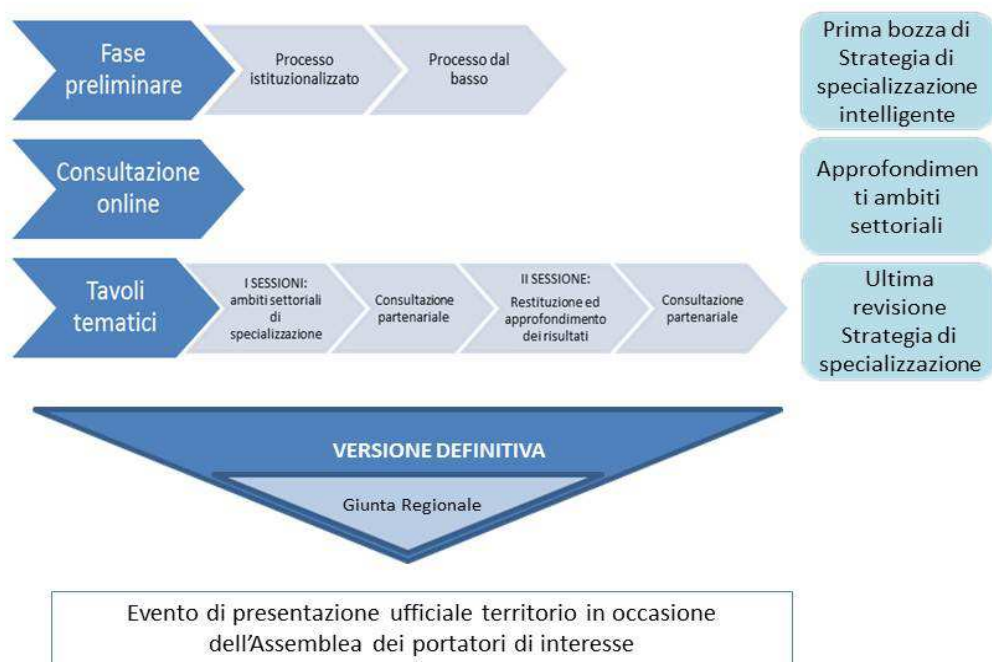 Fase
preliminare
Processo
istituzionalizzato
Processo dal
basso
Prima bozza di
Strategia di
specializzazione
intelligente
Consultazione
online
Approfondimen
ti ambiti
settoriali
Tavoli
tematici
I SESSIONI:
ambiti settoriali
di
specializzazione
Consultazione
partenariale
II SESSIONE:
Restituzione ed
approfondimento
dei risultati
Consultazione
partenariale
Ultima
revisione
Strategia di
specializzazione
VERSIONE DEFINITIVA
Giunta Regionale
Evento di presentazione ufficiale territorio in occasione
dell'Assemblea dei portatori di interesse